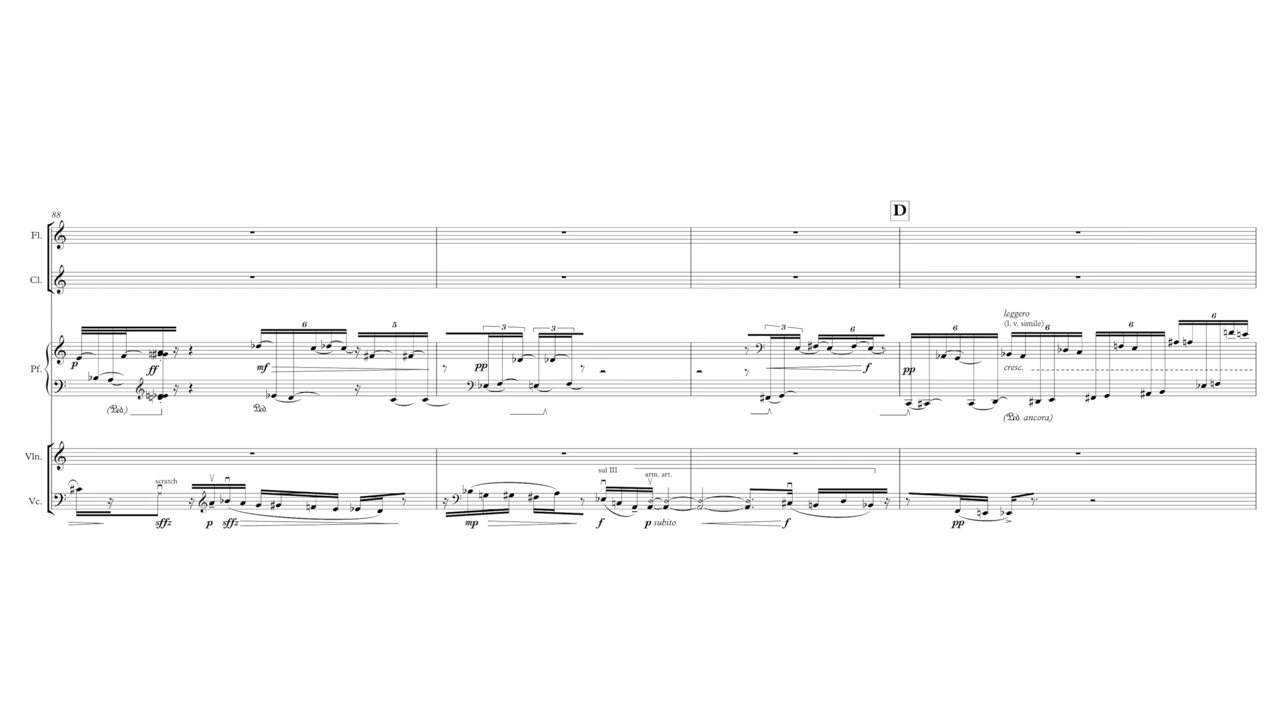 88
D
Fl.
Cl.
leggero
(l. v. simile)
6 5 3 3 3 6 6 6 6 6
Pf.
p ff mf pp f pp cresc.
(Ped.) Ped. (Ped. ancora)
Vln.
sul III
arm. art.
scratch
Vc.
sffz p sffz mp f p subito f pp